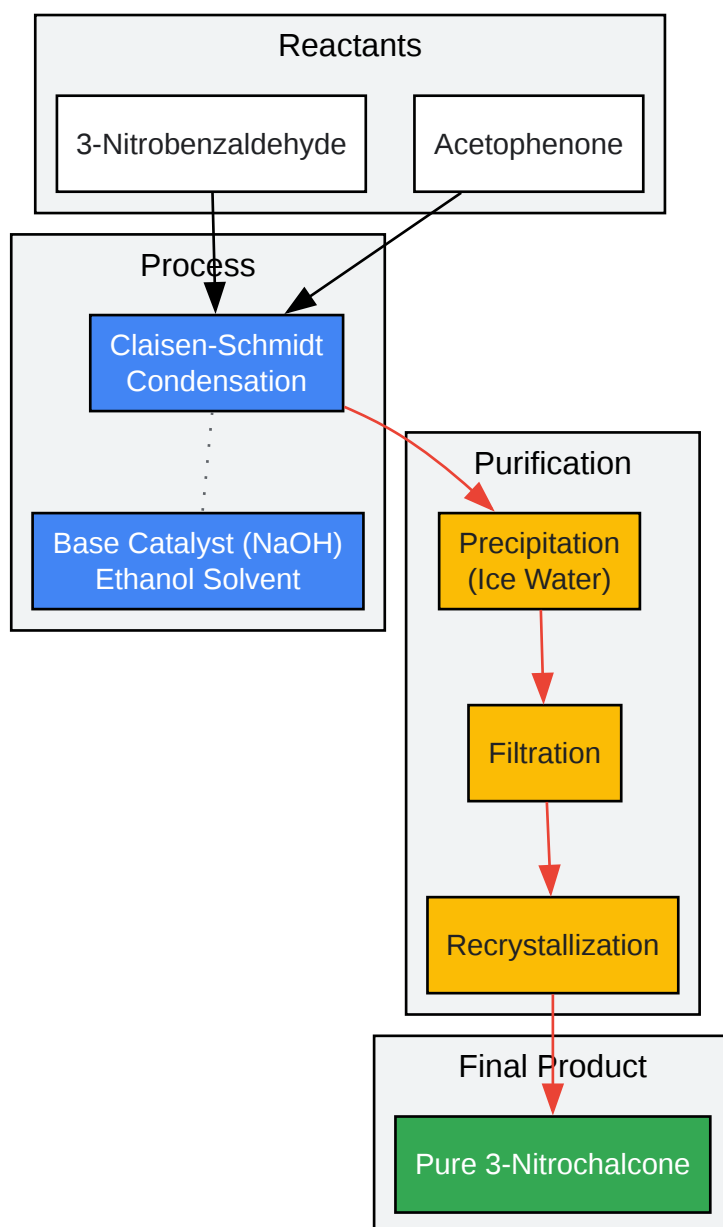 Reactants
3-Nitrobenzaldehyde
Acetophenone
Process
Claisen-Schmidt
Condensation
Base Catalyst (NaOH)
Ethanol Solvent
Purification
Precipitation
(Ice Water)
Filtration
Recrystallization
Final Product
Pure 3-Nitrochalcone